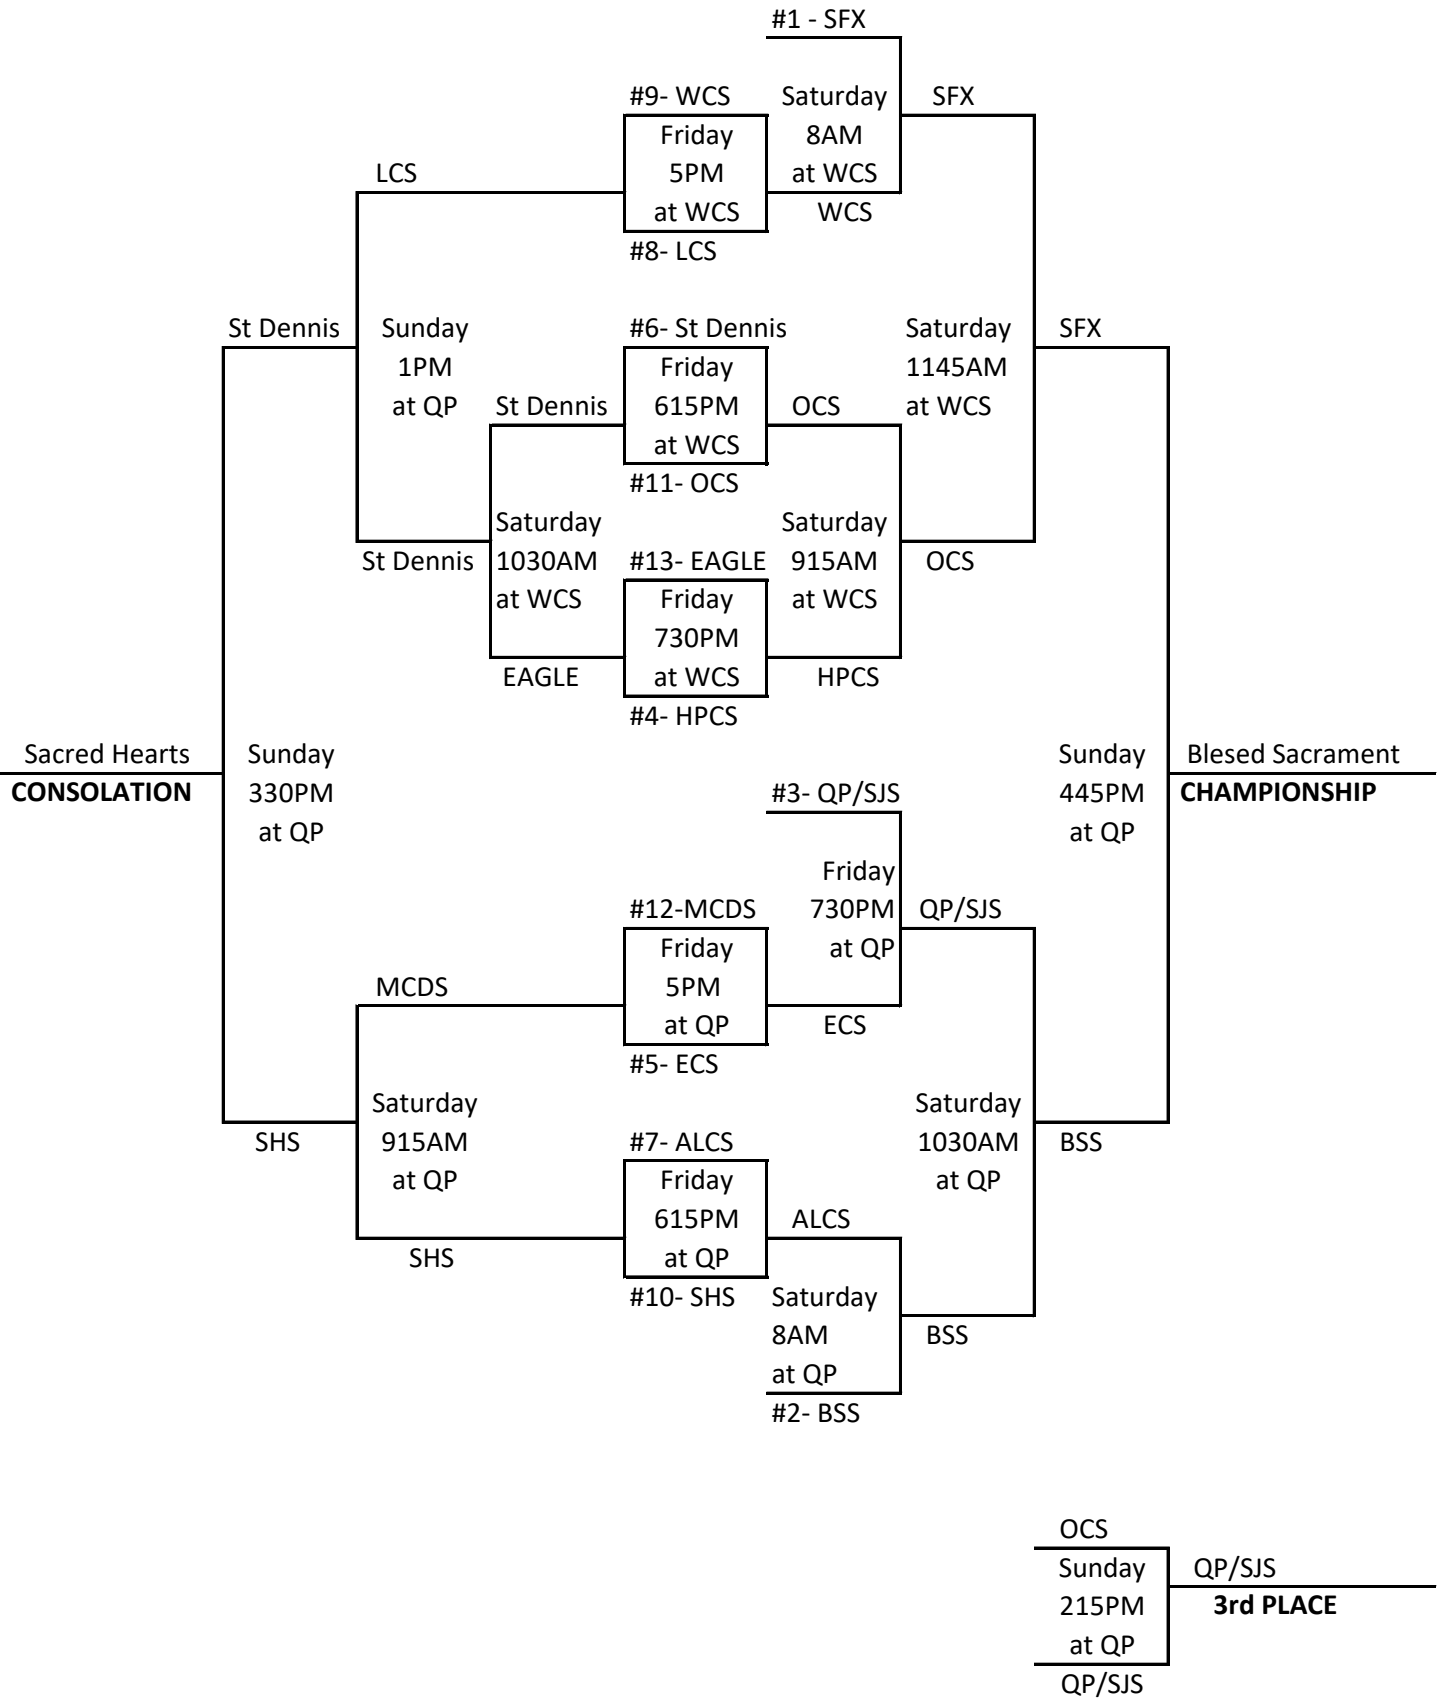 #1 - SFX
#9- WCS
Saturday
8AM
at WCS
SFX
Friday
5PM
at WCS
LCS
WCS
#8- LCS
St Dennis
Sunday
1PM
at QP
#6- St Dennis
Friday
615PM
at WCS
St Dennis
OCS
Saturday
1145AM
at WCS
SFX
#11- OCS
Saturday
1030AM
at WCS
St Dennis
#13- EAGLE
Saturday
915AM
at WCS
OCS
Friday
730PM
at WCS
EAGLE
HPCS
#4- HPCS
Sacred Hearts
CONSOLATION
Sunday
330PM
at QP
Sunday
445PM
at QP
Blesed Sacrament
CHAMPIONSHIP
#3- QP/SJS
Friday
730PM
at QP
#12-MCDS
QP/SJS
Friday
5PM
at QP
MCDS
ECS
#5- ECS
Saturday
915AM
at QP
SHS
#7- ALCS
Saturday
1030AM
at QP
BSS
Friday
615PM
at QP
ALCS
SHS
#10- SHS
Saturday
8AM
at QP
BSS
#2- BSS
OCS
Sunday
215PM
at QP
QP/SJS
3rd PLACE
QP/SJS